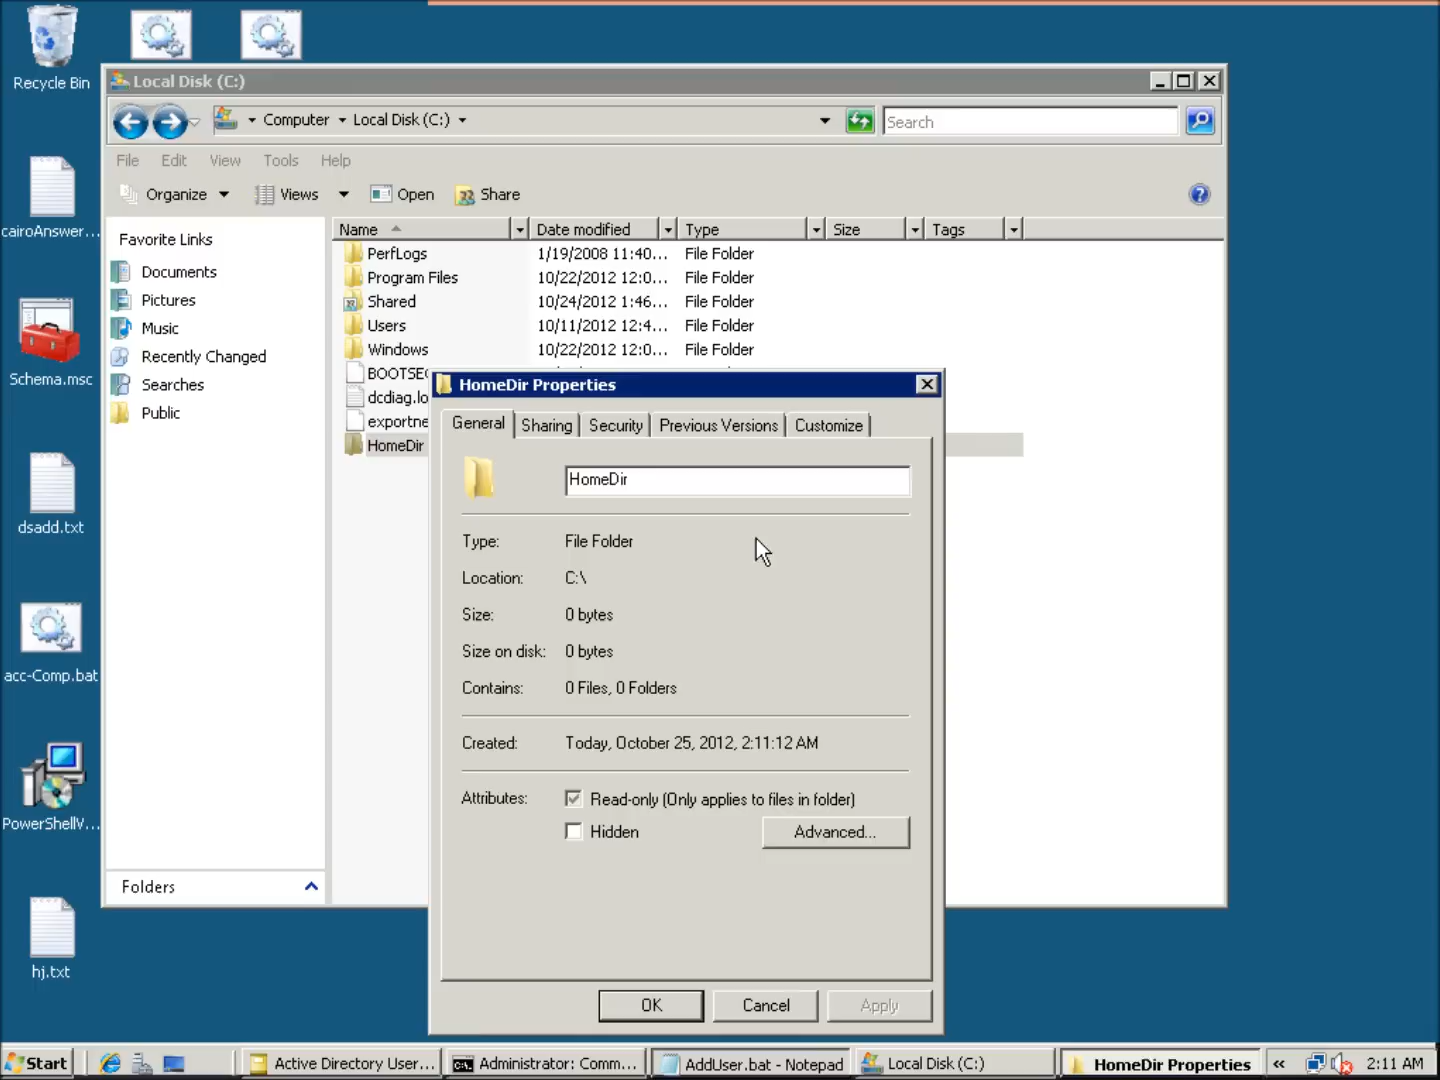 Recycle Bin
Local Disk (C:)
Computer
Local Disk (C:)
Search
File Edit View Tools Help
Organize Views Open Share
cairoAnswer...
Favorite Links
Documents
Pictures
Music
Recently Changed
Searches
Public
Folders
Name Date modified Type Size Tags
PerfLogs 1/19/2008 11:40... File Folder
Program Files 10/22/2012 12:0... File Folder
Shared 10/24/2012 1:46... File Folder
Users 10/11/2012 12:4... File Folder
Windows 10/22/2012 12:0... File Folder
BOOTSE
dcdiag.lo
exportne
HomeDir
Schema.msc
dsadd.txt
acc-Comp.bat
PowerShellV...
hj.txt
HomeDir Properties
General Sharing Security Previous Versions Customize
HomeDir
Type: File Folder
Location: C:\
Size: 0 bytes
Size on disk: 0 bytes
Contains: 0 Files, 0 Folders
Created: Today, October 25, 2012, 2:11:12 AM
Attributes: Read-only (Only applies to files in folder)
Hidden
Advanced...
OK Cancel Apply
Start
Active Directory User...
Administrator: Comm...
AddUser.bat - Notepad
Local Disk (C:)
HomeDir Properties
«
2:11 AM